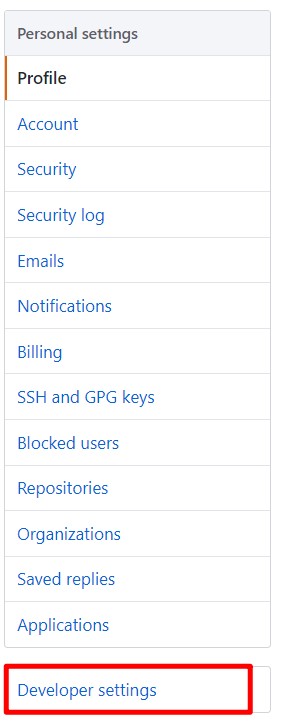 Personal settings
Profile
Account
Security
Security log
Emails
Notifications
Billing
SSH and GPG keys
Blocked users
Repositories
Organizations
Saved replies
Applications
Developer settings